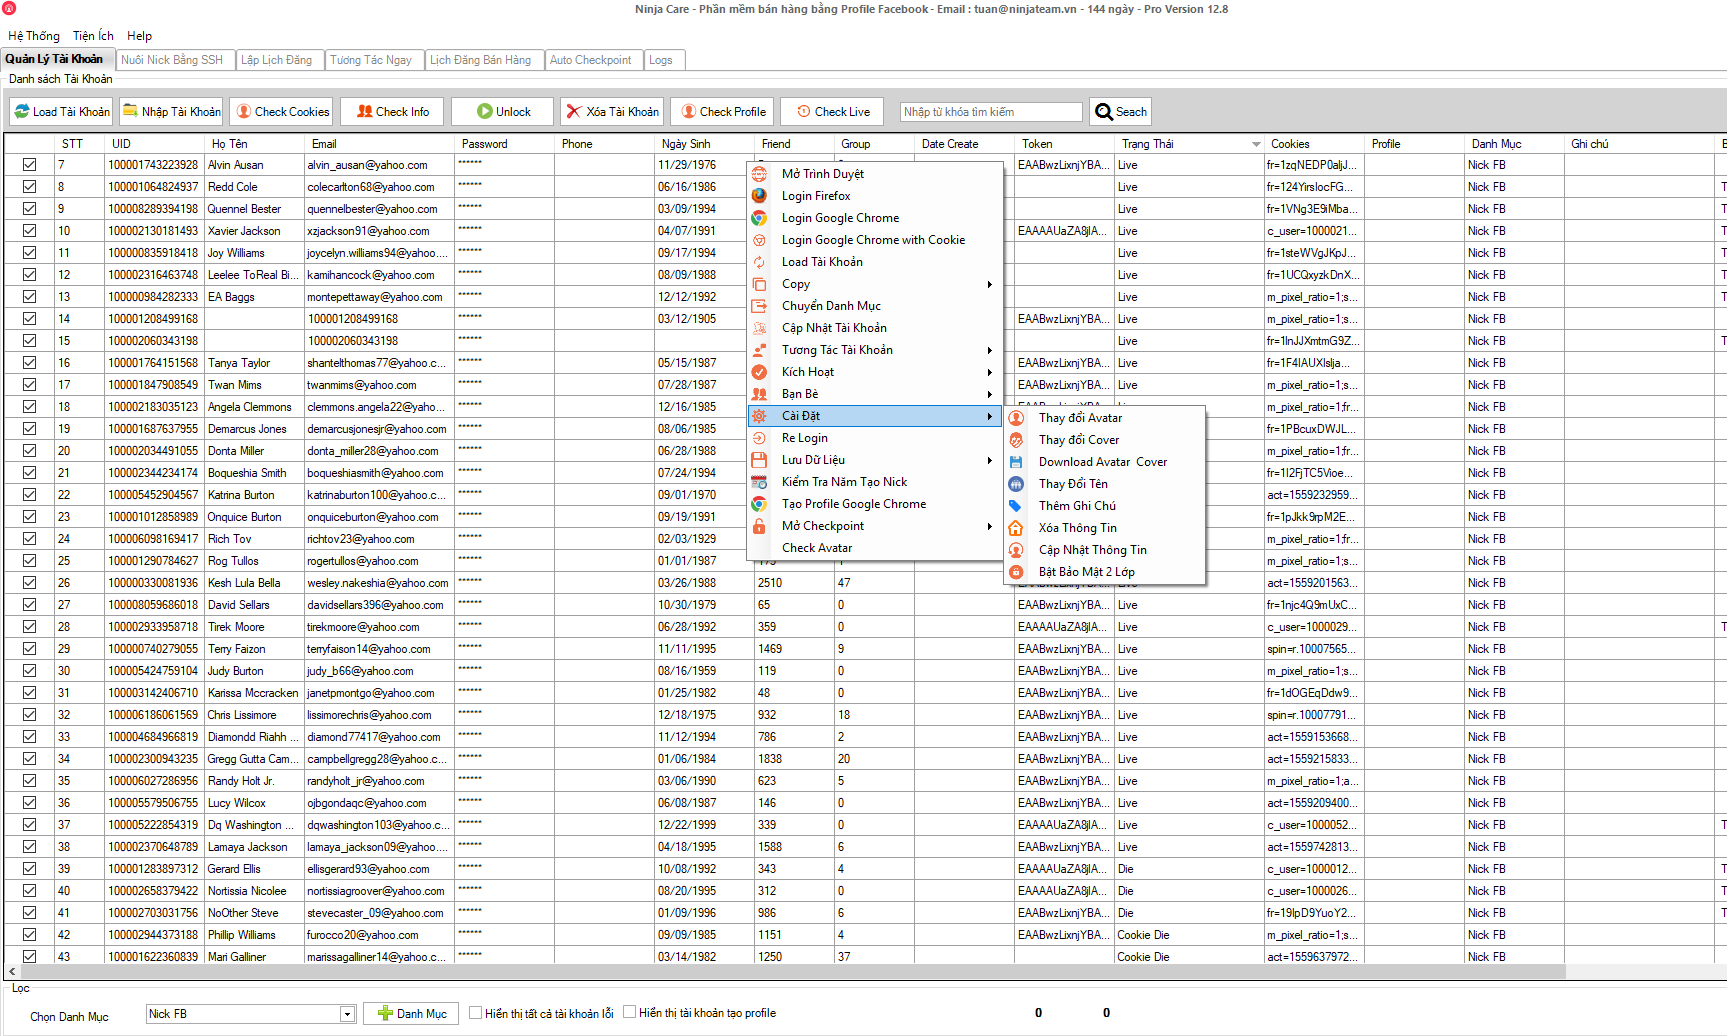 Ninja Care - Phần mềm bán hàng bằng Profile Facebook - Email : tuan@ninjateam.vn - 144 ngày - Pro Version 12.8
Hệ Thống Tiện Ích Help
Quản Lý Tài Khoản Nuôi Nick Bằng SSH Lập Lịch Đăng Tương Tác Ngay Lịch Đăng Bán Hàng Auto Checkpoint Logs
Danh sách Tài Khoản
Load Tài Khoản Nhập Tài Khoản Check Cookies Check Info Unlock Xóa Tài Khoản Check Profile Check Live Nhập từ khóa tìm kiếm Seach
STT UID Họ Tên Email Password Phone Ngày Sinh Friend Group Date Create Token Trạng Thái Cookies Profile Danh Mục Ghi chú
7 100001743223928 Alvin Ausan alvin_ausan@yahoo.com ****** 11/29/1976 EAABwzLixnjYBA... Live fr=1zqNEDP0aljJ... Nick FB
8 100001064824937 Redd Cole colecarlton68@yahoo.com ****** 06/16/1986 Live fr=124YirslocFG... Nick FB
9 100008289394198 Quennel Bester quennelbester@yahoo.com ****** 03/09/1994 Live fr=1VNg3E9iMba... Nick FB
10 100002130181493 Xavier Jackson xzjackson91@yahoo.com ****** 04/07/1991 EAAAAUaZA8jIA... Live c_user=1000021... Nick FB
11 100000835918418 Joy Williams joycelyn.williams94@yahoo.... ****** 09/17/1994 Live fr=1steWVgJKpJ... Nick FB
12 100002316463748 Leelee ToReal Bi... kamihancock@yahoo.com ****** 08/09/1988 Live fr=1UCQxyzkDnX... Nick FB
13 100000984282333 EA Baggs montepettaway@yahoo.com ****** 12/12/1992 Live m_pixel_ratio=1;s... Nick FB
14 100001208499168 100001208499168 ****** 03/12/1905 EAABwzLixnjYBA... Live m_pixel_ratio=1;s... Nick FB
15 100002060343198 100002060343198 ****** Live fr=1lnJJXmtmG9Z... Nick FB
16 100001764151568 Tanya Taylor shantelthomas77@yahoo.c... ****** 05/15/1987 EAABwzLixnjYBA... Live fr=1F4IAUXIslja... Nick FB
17 100001847908549 Twan Mims twanmims@yahoo.com ****** 07/28/1987 EAABwzLixnjYBA... Live m_pixel_ratio=1;s... Nick FB
18 100002183035123 Angela Clemmons clemmons.angela22@yaho... ****** 12/16/1985 m_pixel_ratio=1;f... Nick FB
19 100001687637955 Demarcus Jones demarcusjonesjr@yahoo.com ****** 08/06/1985 fr=1PBcuxDWJL... Nick FB
20 100002034491055 Donta Miller donta_miller28@yahoo.com ****** 06/28/1988 m_pixel_ratio=1;fr... Nick FB
21 100002344234174 Boqueshia Smith boqueshiasmith@yahoo.com ****** 07/24/1994 fr=1I2FjTC5Vioe... Nick FB
22 100005452904567 Katrina Burton katrinaburton100@yahoo.c... ****** 09/01/1970 act=1559232959... Nick FB
23 100001012858989 Onquice Burton onquiceburton@yahoo.com ****** 09/19/1991 fr=1pJkk9rpM2E... Nick FB
24 100006098169417 Rich Tov richtov23@yahoo.com ****** 02/03/1929 m_pixel_ratio=1;s... Nick FB
25 100001290784627 Rog Tullos rogertullos@yahoo.com ****** 01/01/1987 m_pixel_ratio=1;s... Nick FB
26 100000330081936 Kesh Lula Bella wesley.nakeshia@yahoo.com ****** 03/26/1988 2510 47 act=1559201563... Nick FB
27 100008059686018 David Sellars davidsellars396@yahoo.com ****** 10/30/1979 65 0 EAABwzLixnjYBA... Live fr=1njc4Q9mUxC... Nick FB
28 100002933958718 Tirek Moore tirekmoore@yahoo.com ****** 06/28/1992 359 0 EAAAAUaZA8jIA... Live c_user=1000029... Nick FB
29 100000740279055 Terry Faizon terryfaison14@yahoo.com ****** 11/11/1995 1469 9 EAABwzLixnjYBA... Live spin=r.10007565... Nick FB
30 100005424759104 Judy Burton judy_b66@yahoo.com ****** 08/16/1959 119 0 EAABwzLixnjYBA... Live m_pixel_ratio=1;s... Nick FB
31 100003142406710 Karissa Mccracken janetpmontgo@yahoo.com ****** 01/25/1982 48 0 EAABwzLixnjYBA... Live fr=1dOGEqDdw9... Nick FB
32 100006186061569 Chris Lissimore lissimorechris@yahoo.com ****** 12/18/1975 932 18 EAABwzLixnjYBA... Live spin=r.10007791... Nick FB
33 100004684966819 Diamondd Riahh ... diamond77417@yahoo.com ****** 11/12/1994 786 2 EAABwzLixnjYBA... Live act=1559153668... Nick FB
34 100002300943235 Gregg Gutta Cam... campbellgregg28@yahoo.c... ****** 01/06/1984 1838 20 EAABwzLixnjYBA... Live act=1559215833... Nick FB
35 100006027286956 Randy Holt Jr. randyholt_jr@yahoo.com ****** 03/06/1990 623 5 EAABwzLixnjYBA... Live m_pixel_ratio=1;a... Nick FB
36 100005579506755 Lucy Wilcox ojbgondaqc@yahoo.com ****** 06/08/1987 146 0 EAABwzLixnjYBA... Live act=1559209400... Nick FB
37 100005222854319 Dq Washington ... dqwashington103@yahoo.c... ****** 12/22/1999 339 0 EAAAAUaZA8jIA... Live c_user=1000052... Nick FB
38 100002370648789 Lamaya Jackson lamaya_jackson09@yahoo.... ****** 04/18/1995 1588 6 EAABwzLixnjYBA... Live act=1559742813... Nick FB
39 100001283897312 Gerard Ellis ellisgerard93@yahoo.com ****** 10/08/1992 343 4 EAAAAUaZA8jIA... Die c_user=1000012... Nick FB
40 100002658379422 Nortissia Nicolee nortissiagroover@yahoo.com ****** 08/20/1995 312 0 EAAAAUaZA8jIA... Die c_user=1000026... Nick FB
41 100002703031756 NoOther Steve stevecaster_09@yahoo.com ****** 01/09/1996 986 6 EAABwzLixnjYBA... Die fr=19lpD9YuoY2... Nick FB
42 100002944373188 Phillip Williams furocco20@yahoo.com ****** 09/09/1985 1151 4 EAABwzLixnjYBA... Cookie Die m_pixel_ratio=1;s... Nick FB
43 100001622360839 Mari Galliner marissagalliner14@yahoo.c... ****** 03/14/1982 1250 37 Cookie Die act=1559637972... Nick FB
Mở Trình Duyệt
Login Firefox
Login Google Chrome
Login Google Chrome with Cookie
Load Tài Khoản
Copy
Chuyển Danh Mục
Cập Nhật Tài Khoản
Tương Tác Tài Khoản
Kích Hoạt
Bạn Bè
Cài Đặt
Re Login
Lưu Dữ Liệu
Kiểm Tra Năm Tạo Nick
Tạo Profile Google Chrome
Mở Checkpoint
Check Avatar
Thay đổi Avatar
Thay đổi Cover
Download Avatar Cover
Thay Đổi Tên
Thêm Ghi Chú
Xóa Thông Tin
Cập Nhật Thông Tin
Bật Bảo Mật 2 Lớp
Lọc
Chọn Danh Mục Nick FB Danh Mục Hiển thị tất cả tài khoản lỗi Hiển thị tài khoản tạo profile 0 0